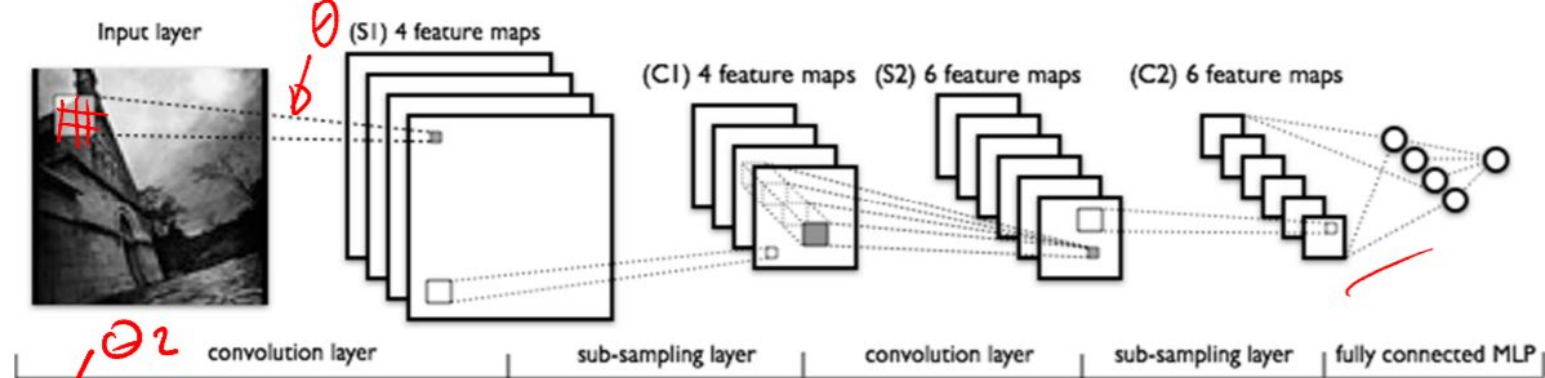 Input layer
(S1) 4 feature maps
(C1) 4 feature maps
(S2) 6 feature maps
(C2) 6 feature maps
θ
θ2
convolution layer
sub-sampling layer
convolution layer
sub-sampling layer
fully connected MLP